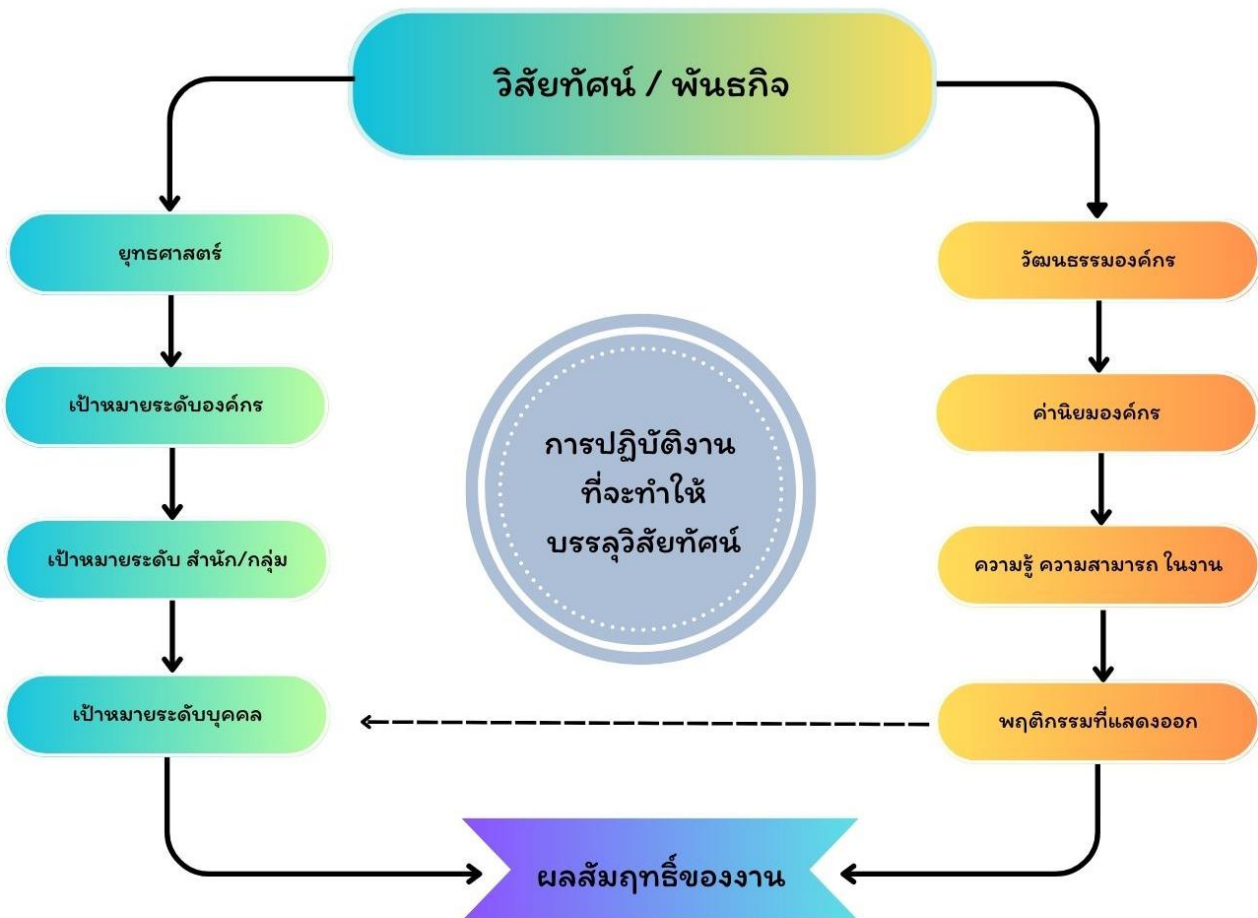 วิสัยทัศน์ / พันธกิจ
ยุทธศาสตร์
วัฒนธรรมองค์กร
เป้าหมายระดับองค์กร
ค่านิยมองค์กร
การปฏิบัติงาน
ที่จะทำให้
บรรลุวิสัยทัศน์
เป้าหมายระดับ สำนัก/กลุ่ม
ความรู้ ความสามารถ ในงาน
เป้าหมายระดับบุคคล
พฤติกรรมที่แสดงออก
ผลสัมฤทธิ์ของงาน